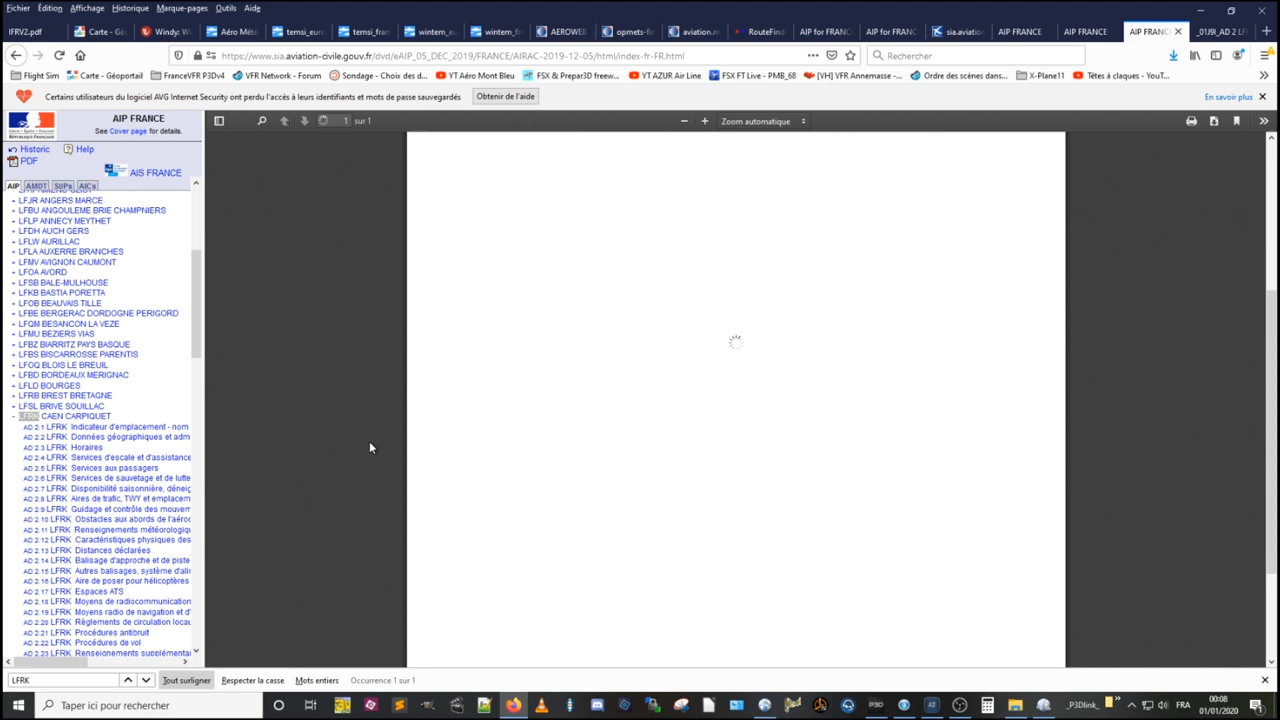 Fichier Édition Affichage Historique Marque-pages Outils Aide
IFRV2.pdf Carte - Gé Windy: W Aéro Mété temsi_euro temsi_fran wintem_eu wintem_fra AEROWEB opmets-fir aviation.m RouteFinde AIP for FRANC AIP for FRANC sia.aviation AIP FRANCE AIP FRANCE AIP FRANC _01J9I_AD 2 LF
https://www.sia.aviation-civile.gouv.fr/dvd/eAIP_05_DEC_2019/FRANCE/AIRAC-2019-12-05/html/index-fr-FR.html Rechercher
Flight Sim Carte - Géoportail FranceVFR P3Dv4 VFR Network - Forum Sondage - Choix des d... YT Aéro Mont Bleu FSX & Prepar3D freew... YT AZUR Air Line FSX FT Live - PMB_68 [VH] VFR Annemasse -... Ordre des scènes dans... X-Plane11 Têtes à claques - YouT...
Certains utilisateurs du logiciel AVG Internet Security ont perdu l'accès à leurs identifiants et mots de passe sauvegardés Obtenir de l'aide En savoir plus
AIP FRANCE
See Cover page for details.
1 sur 1 Zoom automatique
Historic Help
PDF
AIS FRANCE
AIP AMDT SUPs AICs
LFJR ANGERS MARCE
LFBU ANGOULEME BRIE CHAMPNIERS
LFLP ANNECY MEYTHET
LFDH AUCH GERS
LFLW AURILLAC
LFLA AUXERRE BRANCHES
LFMV AVIGNON CAUMONT
LFOA AVORD
LFSB BALE-MULHOUSE
LFKB BASTIA PORETTA
LFOB BEAUVAIS TILLE
LFBE BERGERAC DORDOGNE PERIGORD
LFQM BESANCON LA VEZE
LFMU BEZIERS VIAS
LFBZ BIARRITZ PAYS BASQUE
LFBS BISCARROSSE PARENTIS
LFOQ BLOIS LE BREUIL
LFBD BORDEAUX MERIGNAC
LFLD BOURGES
LFRB BREST BRETAGNE
LFSL BRIVE SOUILLAC
LFRK CAEN CARPIQUET
AD 2.1 LFRK Indicateur d'emplacement - nom
AD 2.2 LFRK Données géographiques et adm
AD 2.3 LFRK Horaires
AD 2.4 LFRK Services d'escale et d'assistance
AD 2.5 LFRK Services aux passagers
AD 2.6 LFRK Services de sauvetage et de lutte
AD 2.7 LFRK Disponibilité saisonnière, déneig
AD 2.8 LFRK Aires de trafic, TWY et emplacem
AD 2.9 LFRK Guidage et contrôle des mouvem
AD 2.10 LFRK Obstacles aux abords de l'aéroc
AD 2.11 LFRK Renseignements météorologiqu
AD 2.12 LFRK Caractéristiques physiques des
AD 2.13 LFRK Distances déclarées
AD 2.14 LFRK Balisage d'approche et de piste
AD 2.15 LFRK Autres balisages, système d'alir
AD 2.16 LFRK Aire de poser pour hélicoptères
AD 2.17 LFRK Espaces ATS
AD 2.18 LFRK Moyens de radiocommunication
AD 2.19 LFRK Moyens radio de navigation et d'
AD 2.20 LFRK Règlements de circulation locau
AD 2.21 LFRK Procédures antibruit
AD 2.22 LFRK Procédures de vol
AD 2.23 LFRK Renseignements supplémentai
LFRK Tout surligner Respecter la casse Mots entiers Occurrence 1 sur 1
Taper ici pour rechercher _P3Dlink_ FRA 00:08
01/01/2020